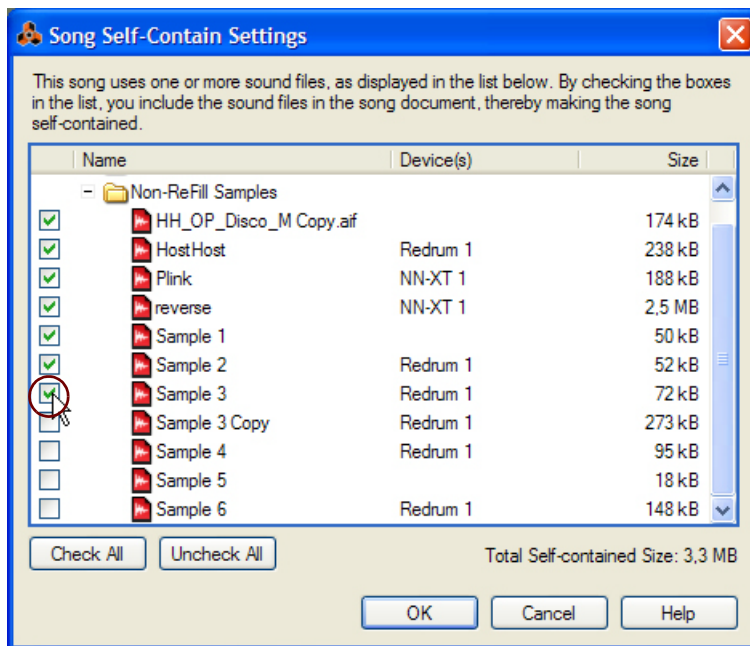 Song Self-Contain Settings
This song uses one or more sound files, as displayed in the list below. By checking the boxes
in the list, you include the sound files in the song document, thereby making the song
self-contained.
Name Device(s) Size
Non-ReFill Samples
HH_OP_Disco_M Copy.aif 174 kB
HostHost Redrum 1 238 kB
Plink NN-XT 1 188 kB
reverse NN-XT 1 2,5 MB
Sample 1 50 kB
Sample 2 Redrum 1 52 kB
Sample 3 Redrum 1 72 kB
Sample 3 Copy Redrum 1 273 kB
Sample 4 Redrum 1 95 kB
Sample 5 18 kB
Sample 6 Redrum 1 148 kB
Check All Uncheck All Total Self-contained Size: 3,3 MB
OK Cancel Help